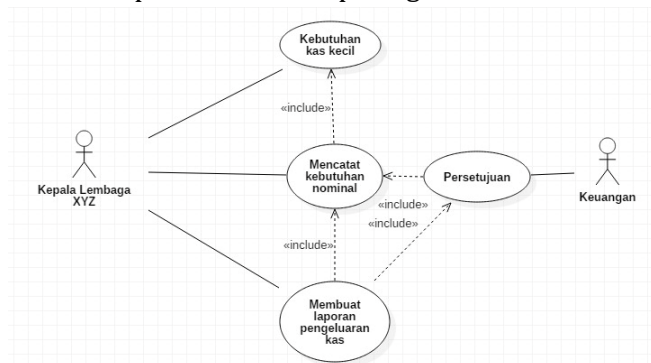 Kebutuhan
kas kecil
«include»
Mencatat
kebutuhan
nominal
Persetujuan
Kepala Lembaga
XYZ
Keuangan
«include»
«include»
«include»
Membuat
laporan
pengeluaran
kas